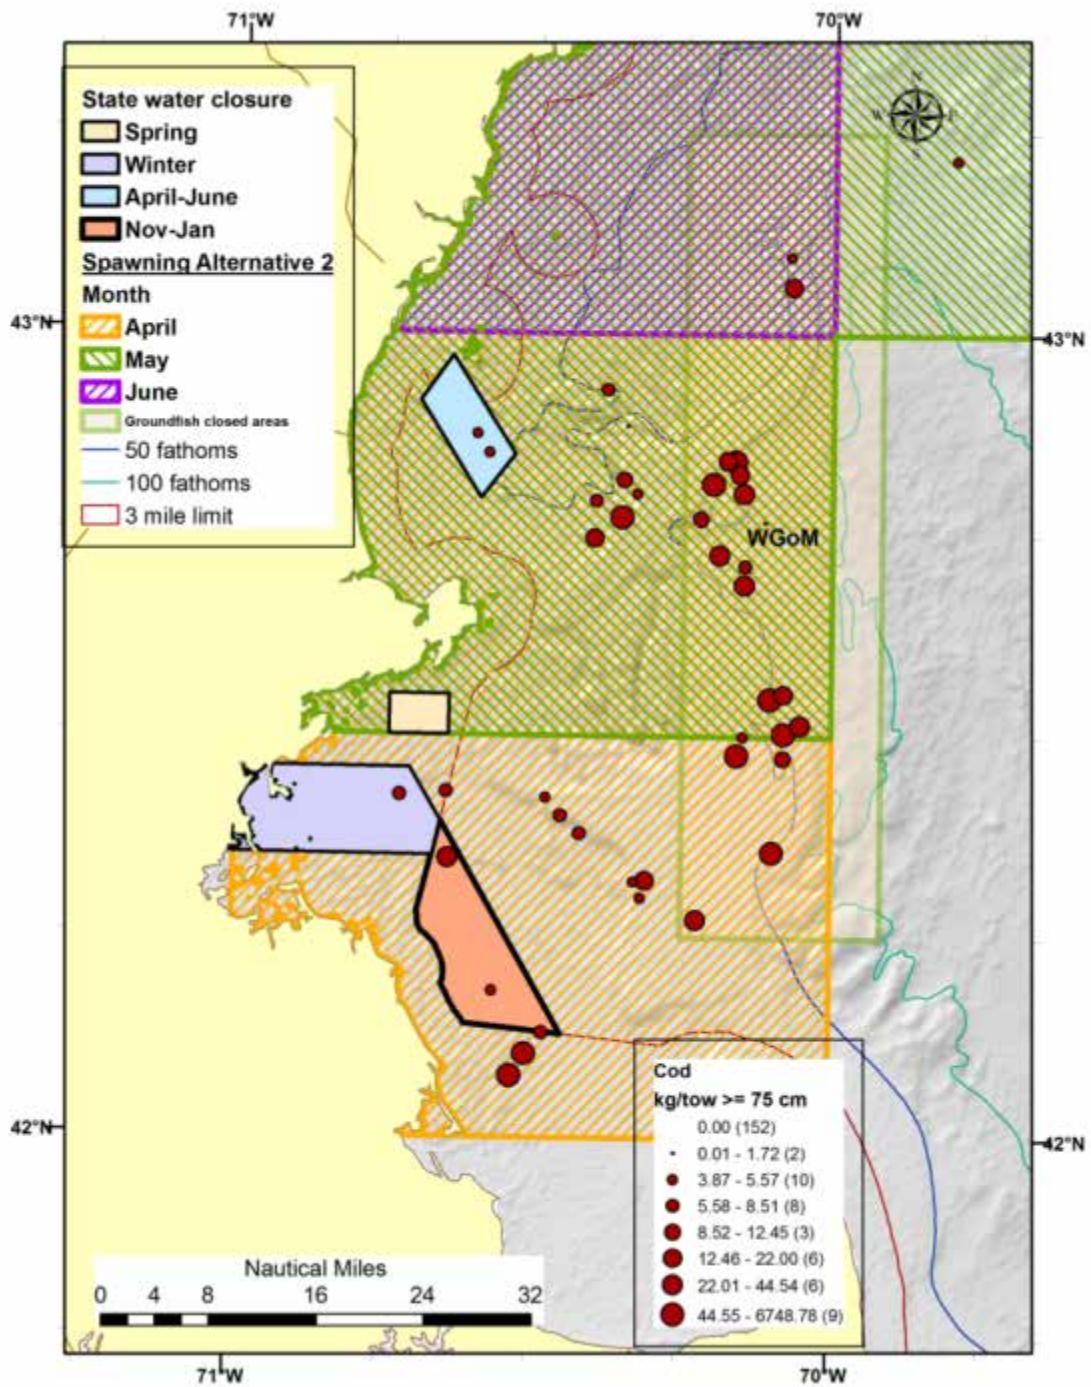 71°W
70°W
N
W
E
S
State water closure
Spring
Winter
April-June
Nov-Jan
Spawning Alternative 2
Month
April
May
June
Groundfish closed areas
50 fathoms
100 fathoms
3 mile limit
43°N
43°N
WGoM
42°N
42°N
Cod
kg/tow >= 75 cm
0.00 (152)
0.01 - 1.72 (2)
3.87 - 5.57 (10)
5.58 - 8.51 (8)
8.52 - 12.45 (3)
12.46 - 22.00 (6)
22.01 - 44.54 (6)
44.55 - 6748.78 (9)
Nautical Miles
0 4 8 16 24 32
71°W
70°W